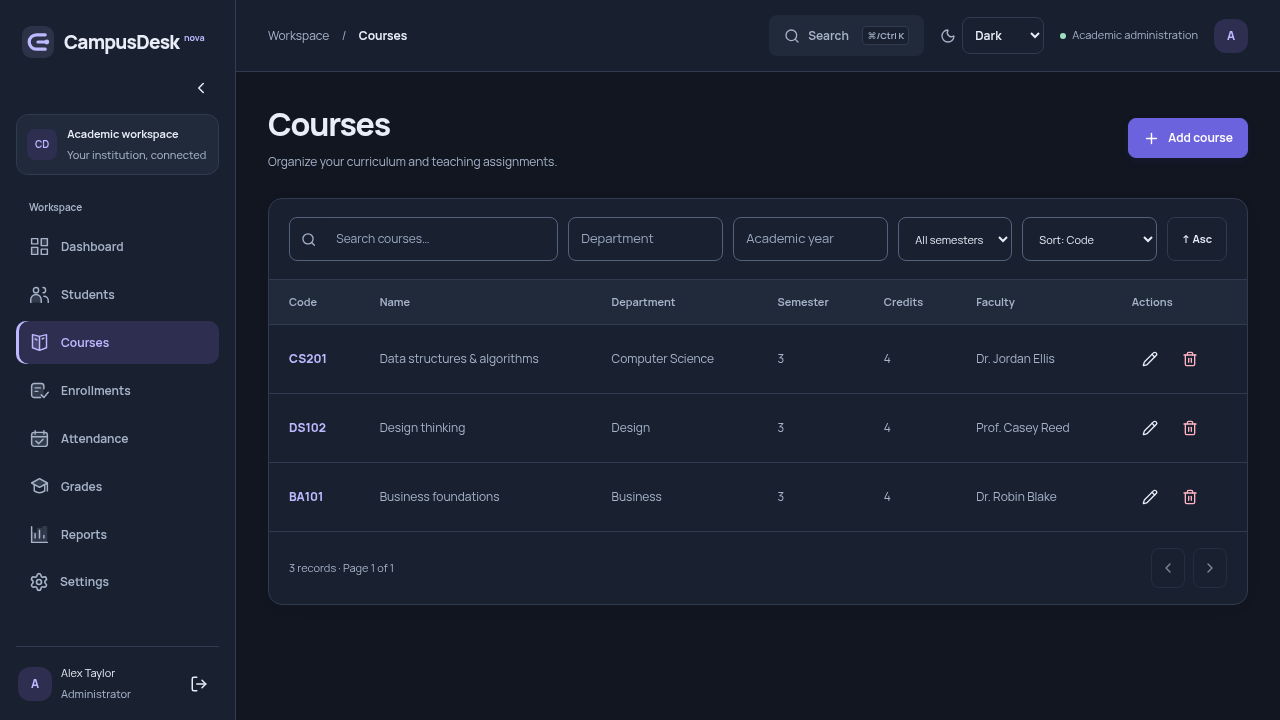 CampusDesk nova
CD
Academic workspace
Your institution, connected
Workspace
Dashboard
Students
Courses
Enrollments
Attendance
Grades
Reports
Settings
A
Alex Taylor
Administrator
Workspace / Courses
Search ⌘/Ctrl K
Dark
Academic administration
A
Courses
Organize your curriculum and teaching assignments.
Add course
Search courses…
Department
Academic year
All semesters
Sort: Code
↑ Asc
Code Name Department Semester Credits Faculty Actions
CS201 Data structures & algorithms Computer Science 3 4 Dr. Jordan Ellis
DS102 Design thinking Design 3 4 Prof. Casey Reed
BA101 Business foundations Business 3 4 Dr. Robin Blake
3 records · Page 1 of 1